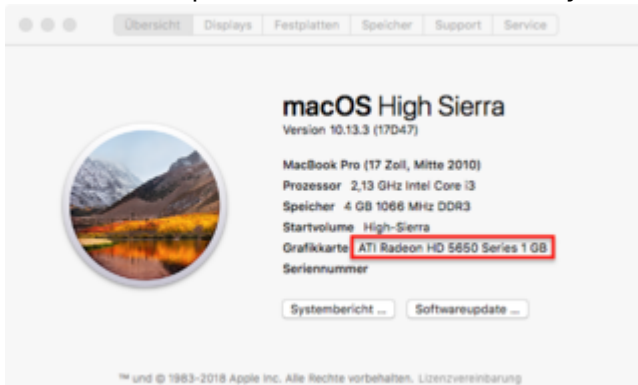 Übersicht Displays Festplatten Speicher Support Service
macOS High Sierra
Version 10.13.3 (17D47)
MacBook Pro (17 Zoll, Mitte 2010)
Prozessor 2,13 GHz Intel Core i3
Speicher 4 GB 1066 MHz DDR3
Startvolume High-Sierra
Grafikkarte ATI Radeon HD 5650 Series 1 GB
Seriennummer
Systembericht ... Softwareupdate ...
™ und © 1983-2018 Apple Inc. Alle Rechte vorbehalten. Lizenzvereinbarung